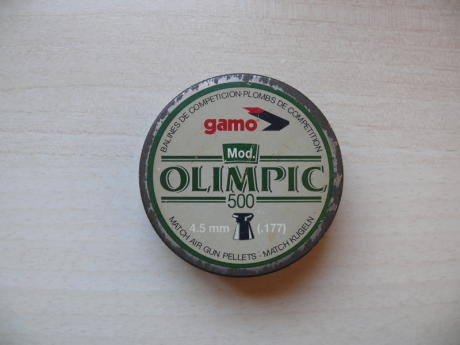 BALINES DE COMPETICION·PLOMBS DE COMPETITION
gamo
Mod.
OLIMPIC
500
4.5 mm (.177)
MATCH AIR GUN PELLETS - MATCH KUGELN